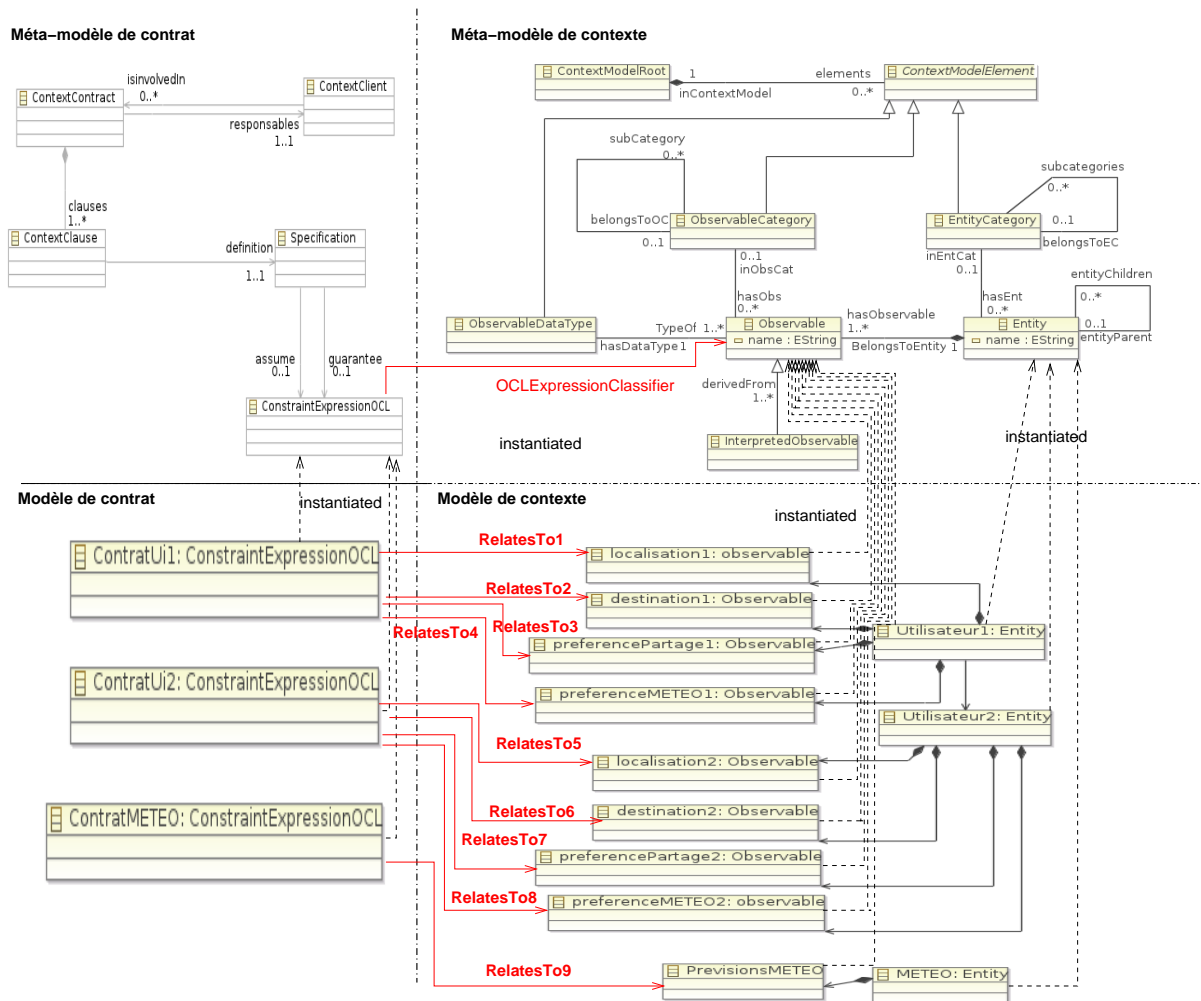 Méta−modèle de contrat
Méta−modèle de contexte
isinvolvedIn
0..*
ContextContract
ContextClient
responsables
1..1
clauses
1..*
ContextClause
definition
1..1
Specification
assume
0..1
guarantee
0..1
ConstraintExpressionOCL
ContextModelRoot
1
inContextModel
elements
0..*
ContextModelElement
subCategory
0..*
belongsToOC
0..1
ObservableCategory
0..1
inObsCat
subcategories
0..*
EntityCategory
0..1
belongsToEC
inEntCat
0..1
hasObs
0..*
hasEnt
0..*
entityChildren
0..*
0..1
entityParent
ObservableDataType
TypeOf 1..*
hasDataType1
Observable
name : EString
hasObservable
1..*
BelongsToEntity 1
Entity
name : EString
OCLExpressionClassifier
derivedFrom
1..*
InterpretedObservable
instantiated
instantiated
Modèle de contrat
instantiated
Modèle de contexte
instantiated
ContratUi1: ConstraintExpressionOCL
ContratUi2: ConstraintExpressionOCL
ContratMETEO: ConstraintExpressionOCL
RelatesTo1
RelatesTo2
RelatesTo3
RelatesTo4
RelatesTo5
RelatesTo6
RelatesTo7
RelatesTo8
RelatesTo9
localisation1: observable
destination1: Observable
preferencePartage1: Observable
preferenceMETEO1: Observable
localisation2: Observable
destination2: Observable
preferencePartage2: Observable
preferenceMETEO2: observable
PrevisionsMETEO
Utilisateur1: Entity
Utilisateur2: Entity
METEO: Entity